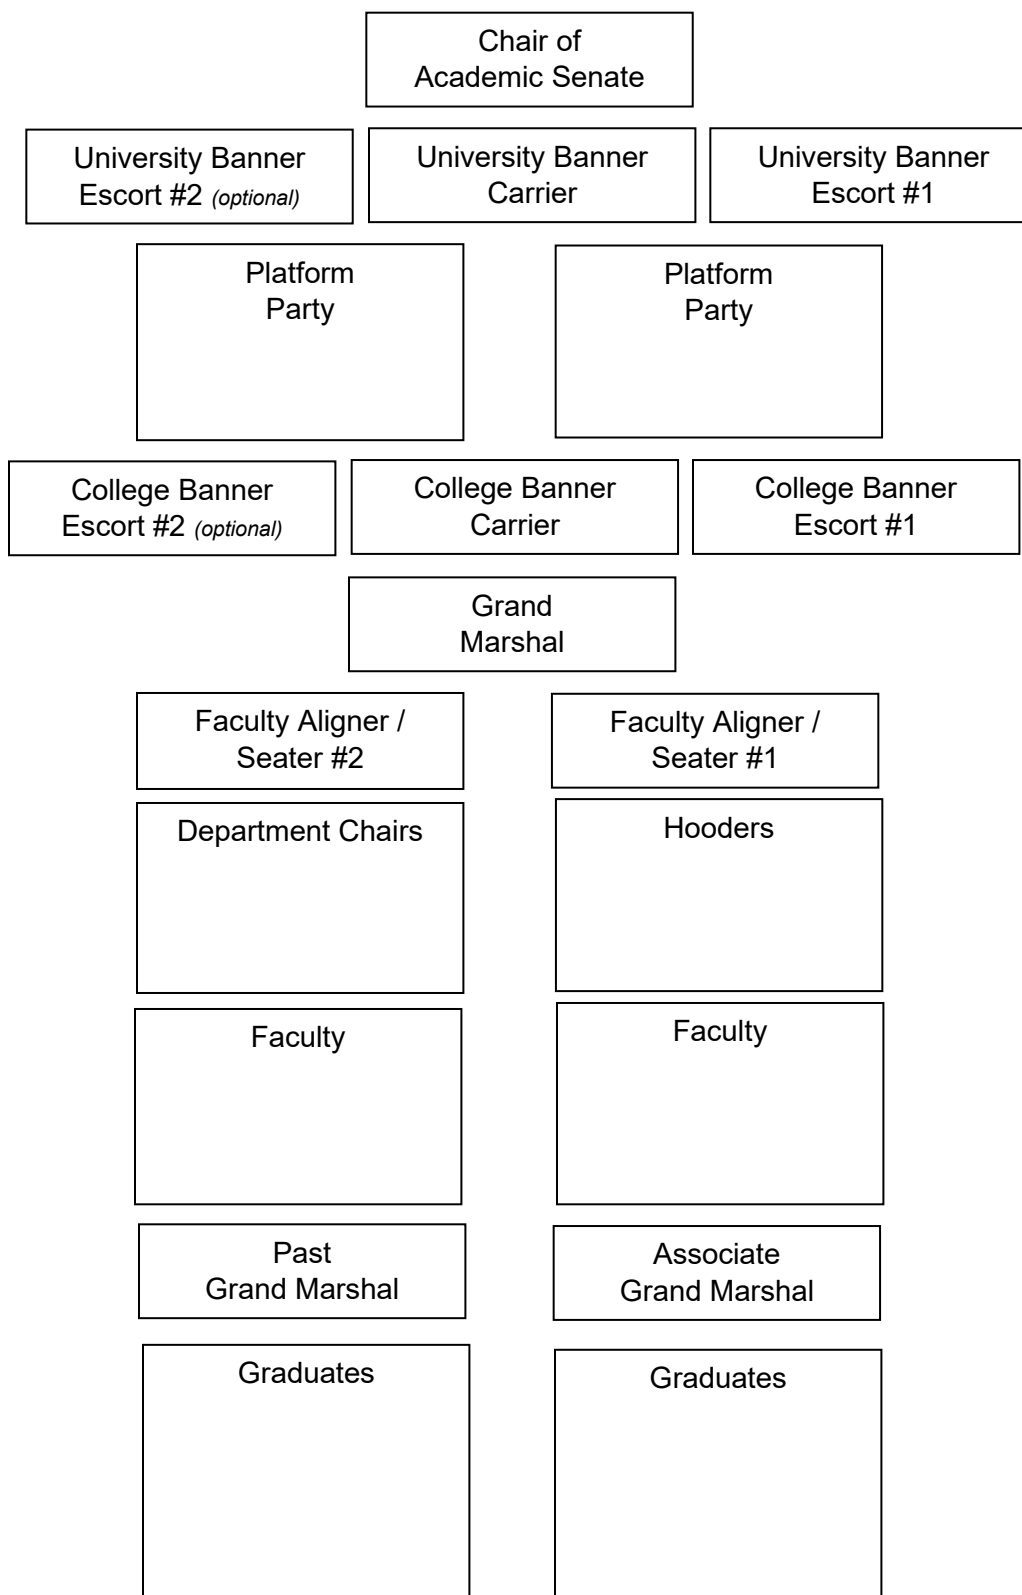 Chair of
Academic Senate
University Banner
Escort #2 (optional)
University Banner
Carrier
University Banner
Escort #1
Platform
Party
Platform
Party
College Banner
Escort #2 (optional)
College Banner
Carrier
College Banner
Escort #1
Grand
Marshal
Faculty Aligner /
Seater #2
Faculty Aligner /
Seater #1
Department Chairs
Hooders
Faculty
Faculty
Past
Grand Marshal
Associate
Grand Marshal
Graduates
Graduates